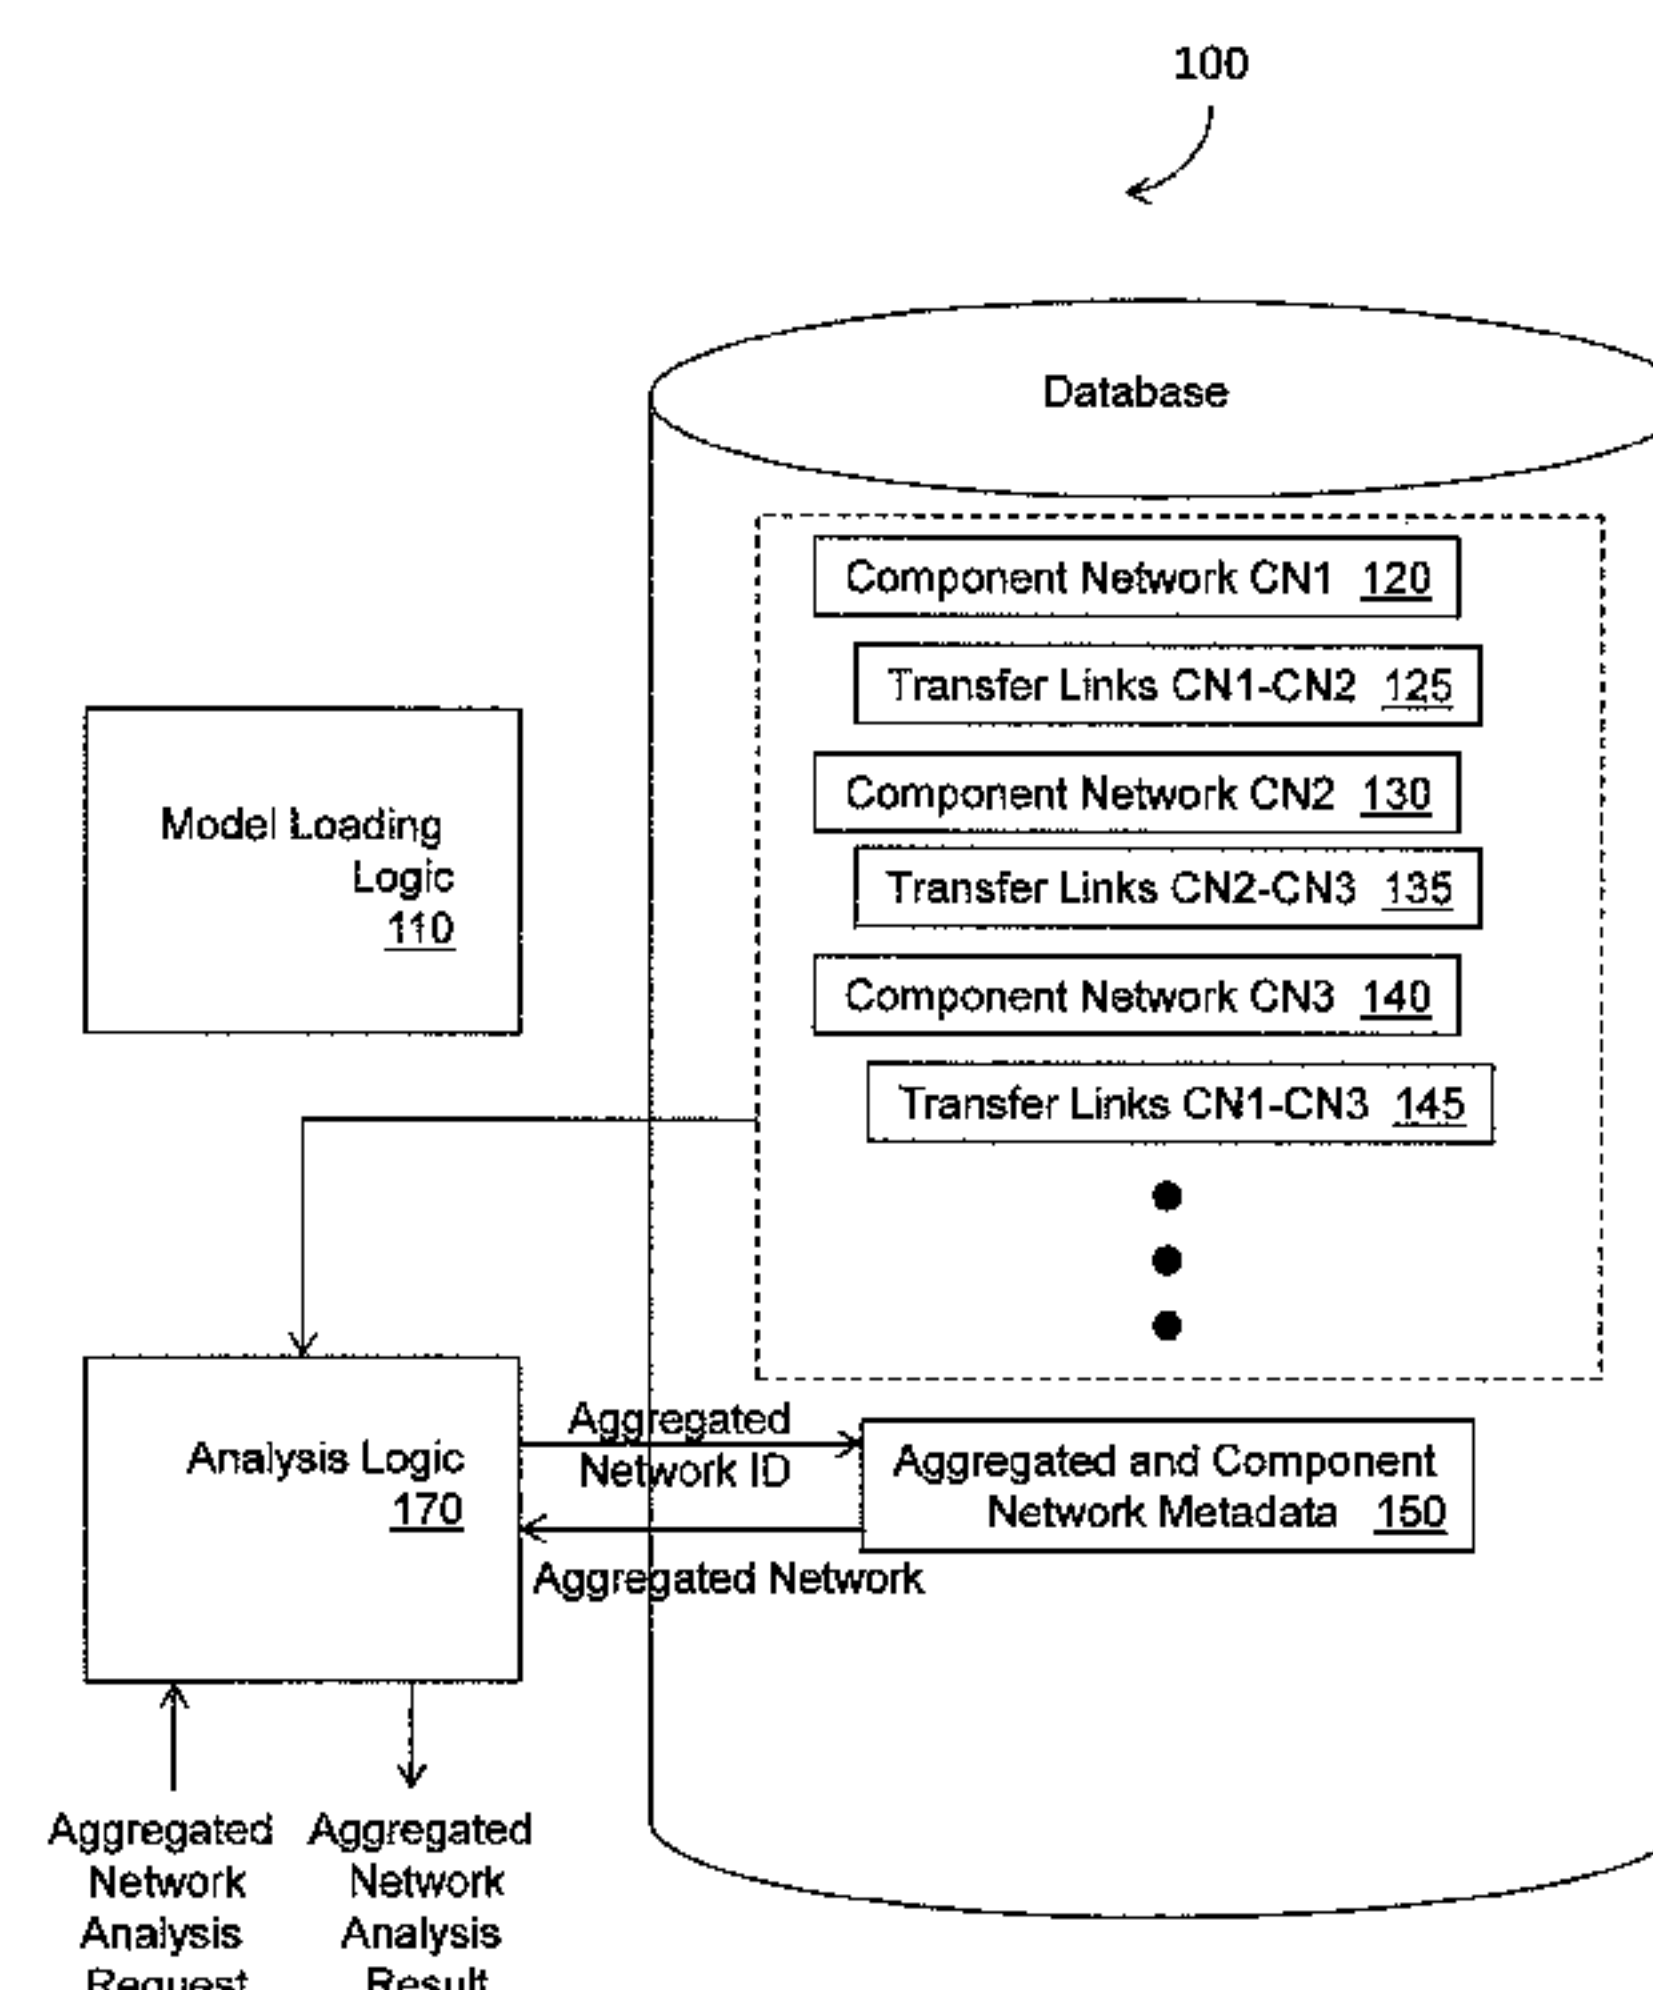 100
Database
Component Network CN1 120
Transfer Links CN1-CN2 125
Component Network CN2 130
Transfer Links CN2-CN3 135
Component Network CN3 140
Transfer Links CN1-CN3 145
Model Loading
Logic
110
Analysis Logic
170
Aggregated
Network ID
Aggregated and Component
Network Metadata 150
Aggregated Network
Aggregated
Network
Analysis
Request
Aggregated
Network
Analysis
Result